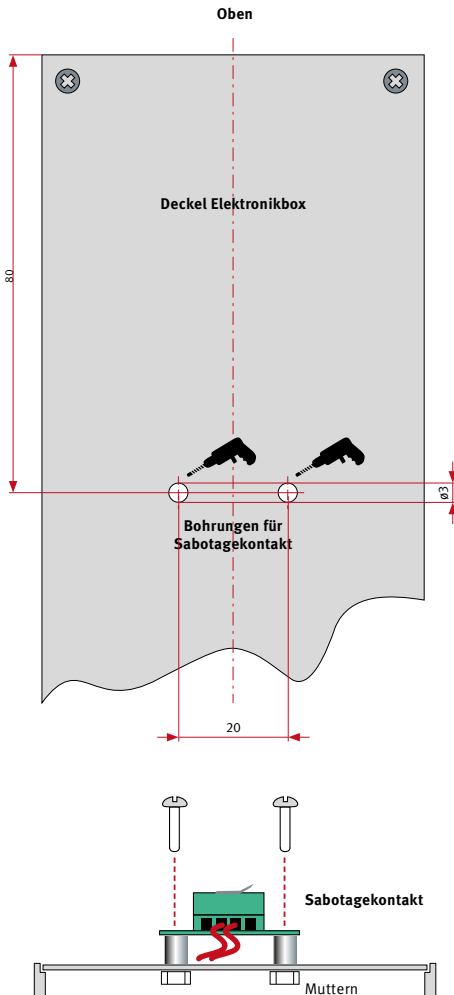 Oben
Deckel Elektronikbox
80
ø3
Bohrungen für
Sabotagekontakt
20
Sabotagekontakt
Muttern